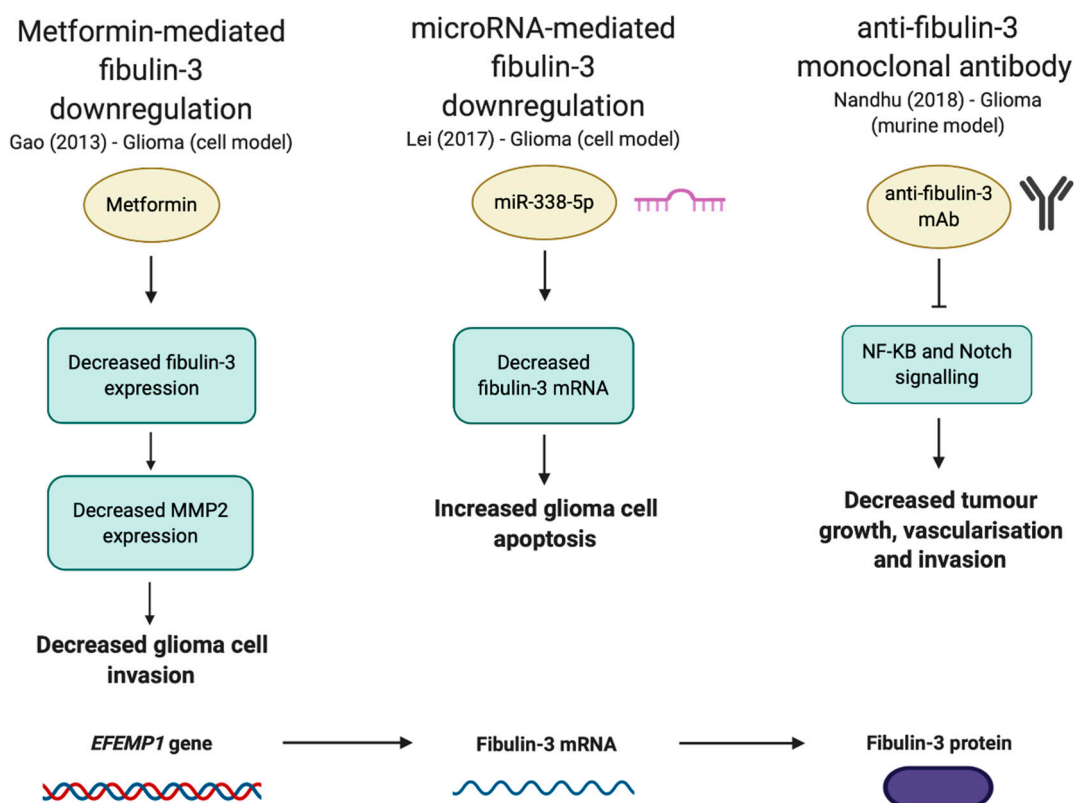 Metformin-mediated
fibulin-3
downregulation
Gao (2013) - Glioma (cell model)
Metformin
Decreased fibulin-3
expression
Decreased MMP2
expression
Decreased glioma cell
invasion
microRNA-mediated
fibulin-3
downregulation
Lei (2017) - Glioma (cell model)
miR-338-5p
Decreased
fibulin-3 mRNA
Increased glioma cell
apoptosis
anti-fibulin-3
monoclonal antibody
Nandhu (2018) - Glioma
(murine model)
anti-fibulin-3
mAb
NF-KB and Notch
signalling
Decreased tumour
growth, vascularisation
and invasion
EFEMP1 gene
Fibulin-3 mRNA
Fibulin-3 protein